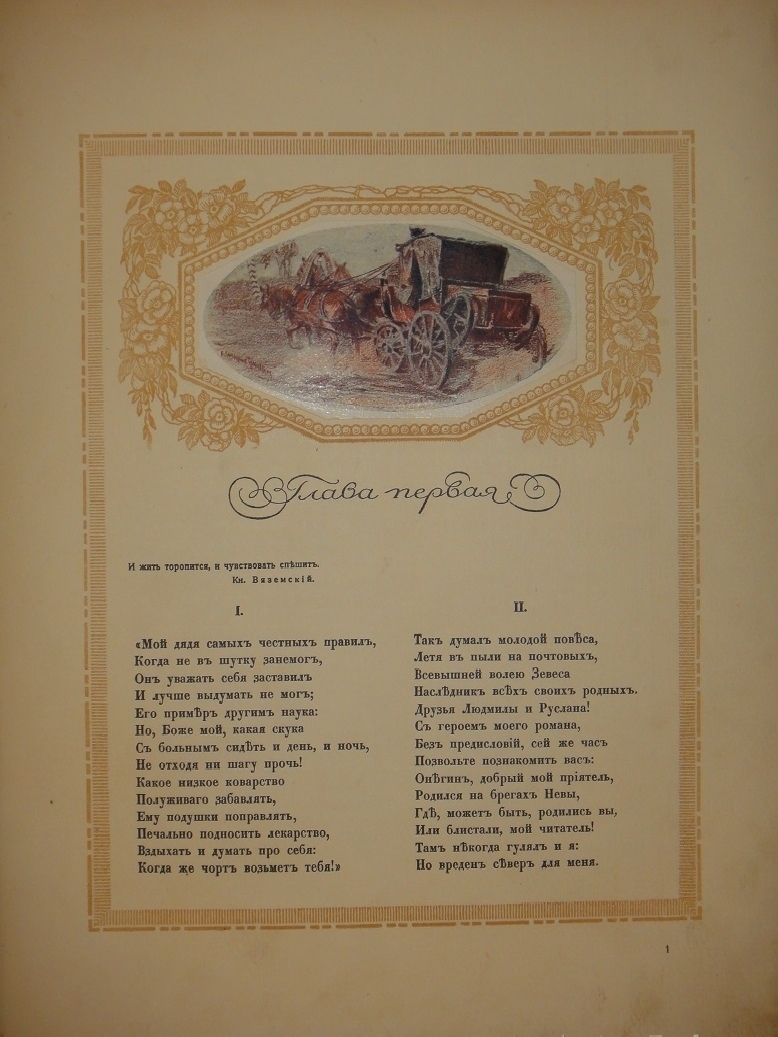 Глава первая
И жить торопится, и чувствовать спѣшитъ.
Кн. Вяземскій.
I.
«Мой дядя самыхъ честныхъ правилъ,
Когда не въ шутку занемогъ,
Онъ уважать себя заставилъ
И лучше выдумать не могъ;
Его примѣръ другимъ наука:
Но, Боже мой, какая скука
Съ больнымъ сидѣть и день, и ночь,
Не отходя ни шагу прочь!
Какое низкое коварство
Полуживаго забавлять,
Ему подушки поправлять,
Печально подносить лекарство,
Вздыхать и думать про себя:
Когда же чортъ возьметъ тебя!»
II.
Такъ думалъ молодой повѣса,
Летя въ пыли на почтовыхъ,
Всевышней волею Зевеса
Наслѣдникъ всѣхъ своихъ родныхъ.
Друзья Людмилы и Руслана!
Съ героемъ моего романа,
Безъ предисловій, сей же часъ
Позвольте познакомить васъ:
Онѣгинъ, добрый мой пріятель,
Родился на брегахъ Невы,
Гдѣ, можетъ быть, родились вы,
Или блистали, мой читатель!
Тамъ нѣкогда гулялъ и я:
Но вреденъ сѣверъ для меня.
1